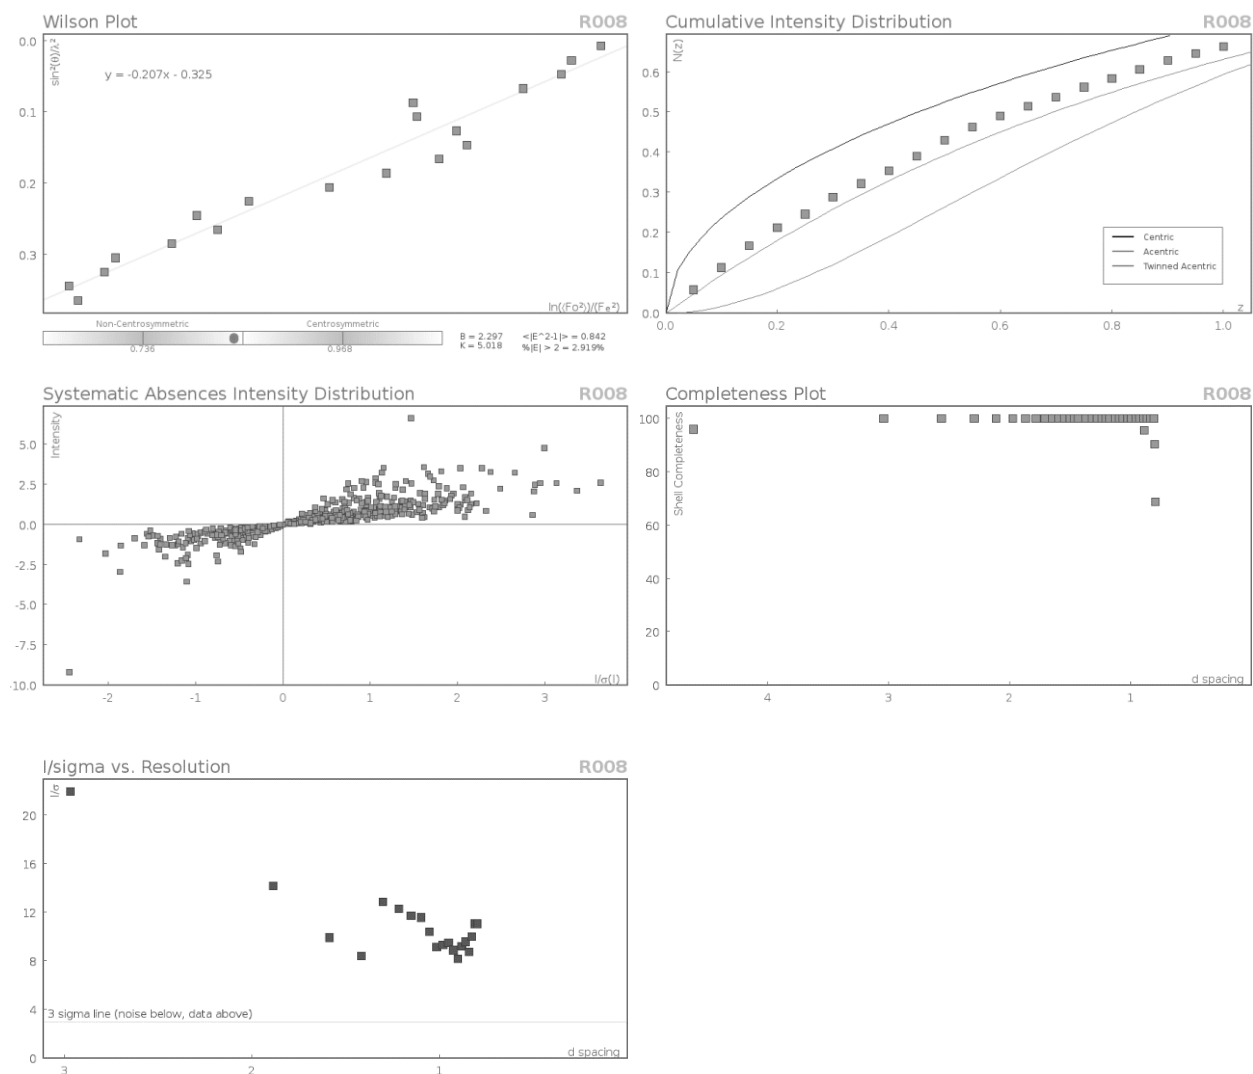 Wilson Plot R008
sin²(θ)/λ²
0.0
y = -0.207x - 0.325
0.1
0.2
0.3
ln(⟨Fo²⟩)/(Fe²)
Non-Centrosymmetric Centrosymmetric
0.736 0.968
B = 2.297 <|E^2-1|> = 0.842
K = 5.018 %|E| > 2 = 2.919%
Cumulative Intensity Distribution R008
N(z)
0.6
0.5
0.4
0.3
0.2
0.1
0.0
Centric
Acentric
Twinned Acentric
z
0.0 0.2 0.4 0.6 0.8 1.0
Systematic Absences Intensity Distribution R008
Intensity
5.0
2.5
0.0
-2.5
-5.0
-7.5
-10.0
I/σ(I)
-2 -1 0 1 2 3
Completeness Plot R008
Shell Completeness
100
80
60
40
20
0
d spacing
4 3 2 1
I/sigma vs. Resolution R008
I/σ
20
16
12
8
4
3 sigma line (noise below, data above)
0
d spacing
3 2 1